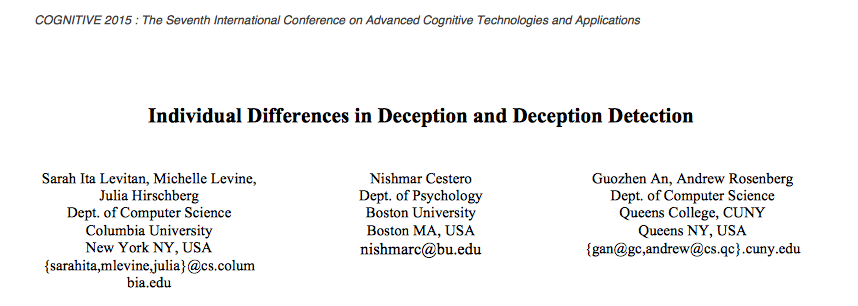 COGNITIVE 2015 : The Seventh International Conference on Advanced Cognitive Technologies and Applications
Individual Differences in Deception and Deception Detection
Sarah Ita Levitan, Michelle Levine,
Julia Hirschberg
Dept. of Computer Science
Columbia University
New York NY, USA
{sarahita,mlevine,julia}@cs.colum
bia.edu
Nishmar Cestero
Dept. of Psychology
Boston University
Boston MA, USA
nishmarc@bu.edu
Guozhen An, Andrew Rosenberg
Dept. of Computer Science
Queens College, CUNY
Queens NY, USA
{gan@gc,andrew@cs.qc}.cuny.edu